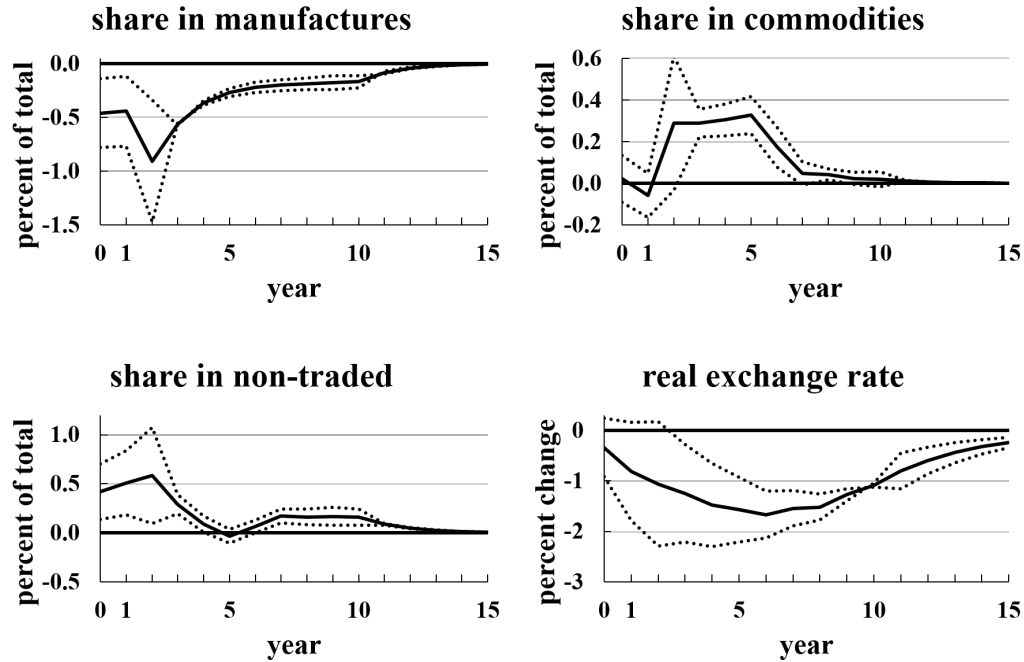 share in manufactures
percent of total
0.0
-0.5
-1.0
-1.5
0 1 5 10 15
year
share in commodities
percent of total
0.6
0.4
0.2
0.0
-0.2
0 1 5 10 15
year
share in non-traded
percent of total
1.0
0.5
0.0
-0.5
0 1 5 10 15
year
real exchange rate
percent change
0
-1
-2
-3
0 1 5 10 15
year